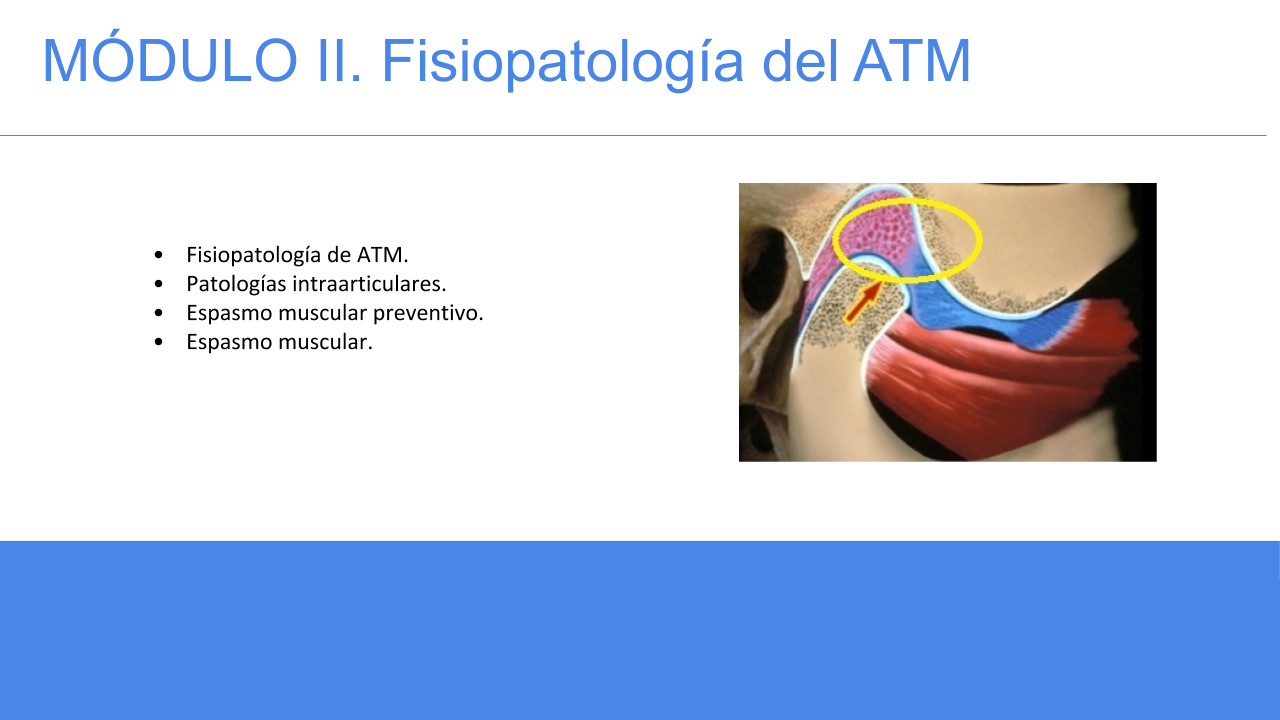 MÓDULO II. Fisiopatología del ATM
• Fisiopatología de ATM.
• Patologías intraarticulares.
• Espasmo muscular preventivo.
• Espasmo muscular.